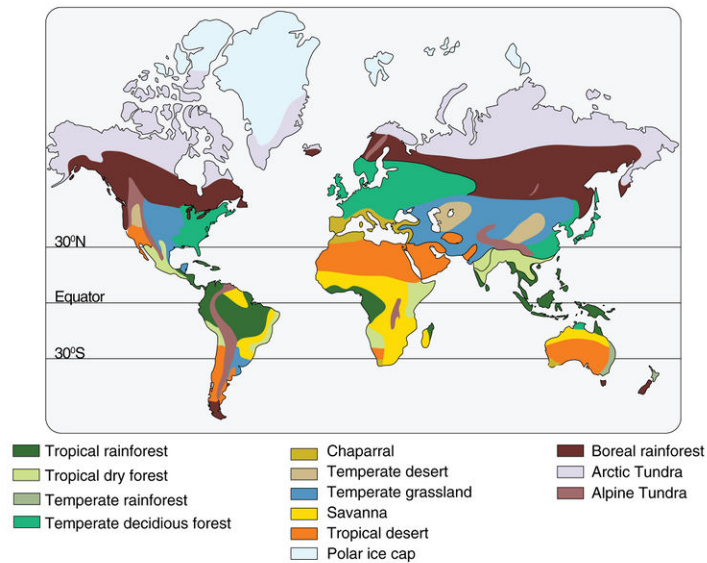 30⁰N
Equator
30⁰S
Tropical rainforest
Tropical dry forest
Temperate rainforest
Temperate decidious forest
Chaparral
Temperate desert
Temperate grassland
Savanna
Tropical desert
Polar ice cap
Boreal rainforest
Arctic Tundra
Alpine Tundra